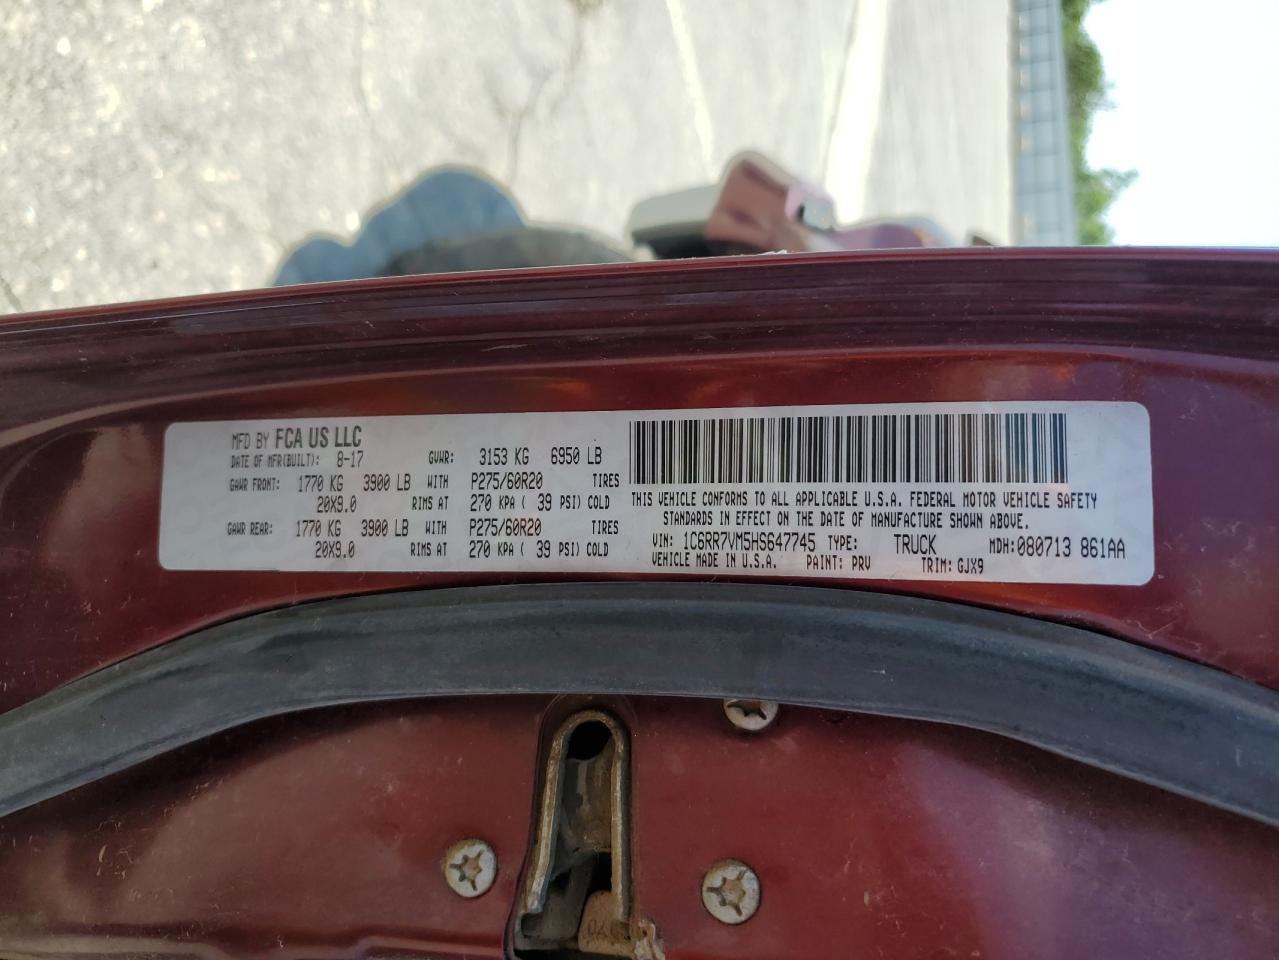 MFD BY FCA US LLC
DATE OF MFR(BUILT): 8-17 GVWR: 3153 KG 6950 LB
GAWR FRONT: 1770 KG 3900 LB WITH P275/60R20 TIRES
20X9.0 RIMS AT 270 KPA ( 39 PSI) COLD
GAWR REAR: 1770 KG 3900 LB WITH P275/60R20 TIRES
20X9.0 RIMS AT 270 KPA ( 39 PSI) COLD
THIS VEHICLE CONFORMS TO ALL APPLICABLE U.S.A. FEDERAL MOTOR VEHICLE SAFETY
STANDARDS IN EFFECT ON THE DATE OF MANUFACTURE SHOWN ABOVE.
VIN: 1C6RR7VM5HS647745 TYPE: TRUCK MDH:080713 861AA
VEHICLE MADE IN U.S.A. PAINT: PRV TRIM: GJX9